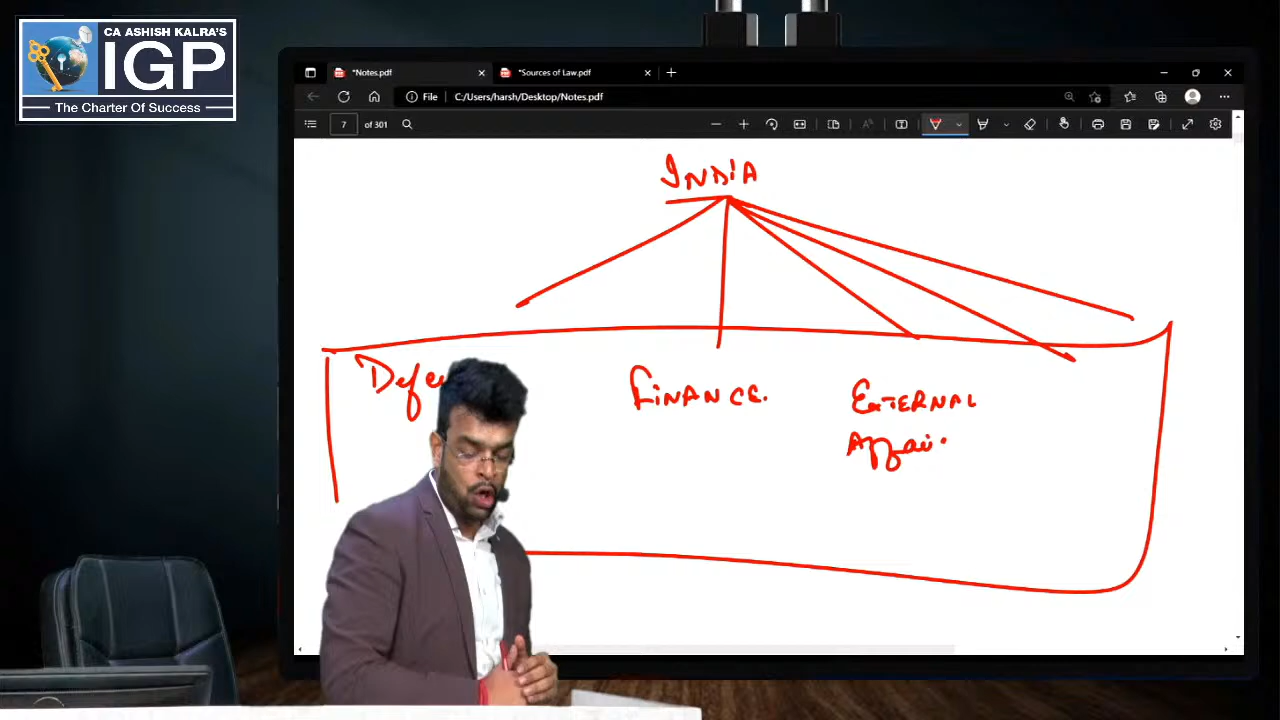 CA ASHISH KALRA'S
IGP
The Charter Of Success
*Notes.pdf
*Sources of Law.pdf
File
C:/Users/harsh/Desktop/Notes.pdf
7 of 301
INDIA
FINANCE.
EXTERNAL